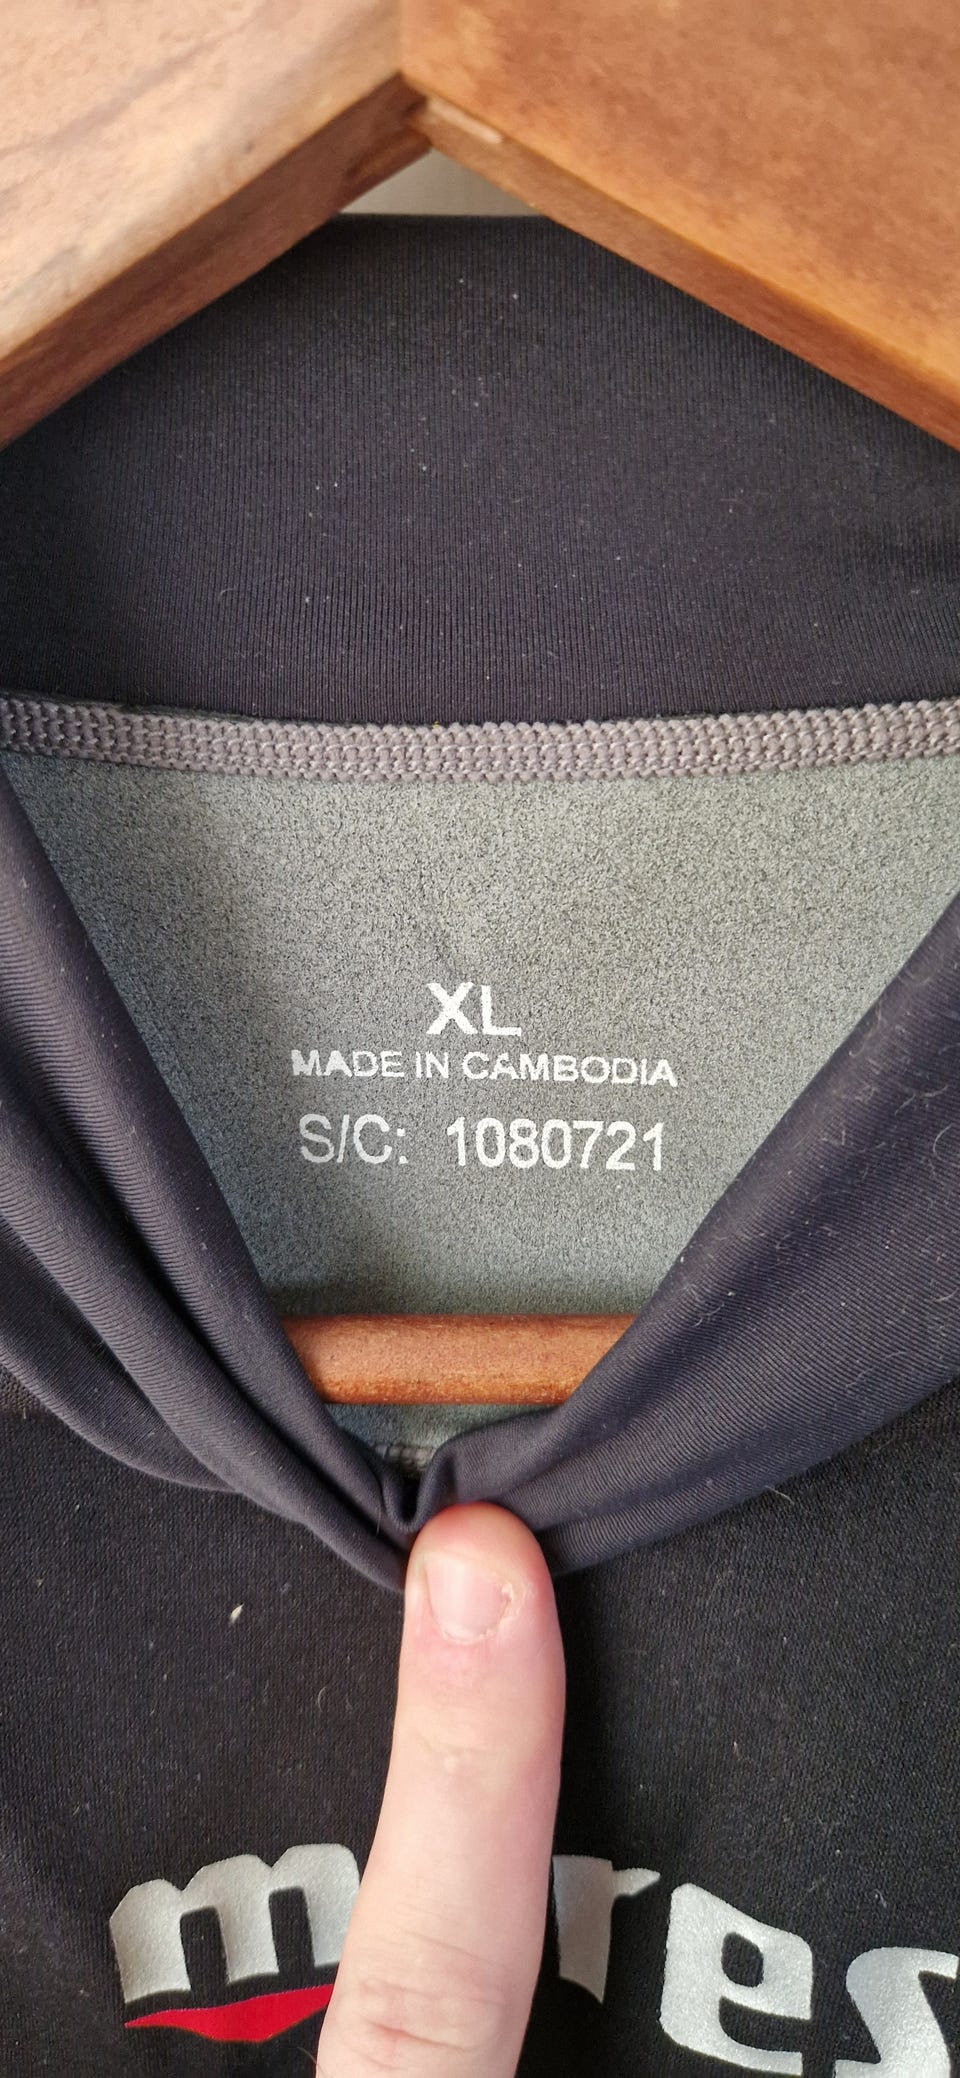 XL
MADE IN CAMBODIA
S/C: 1080721